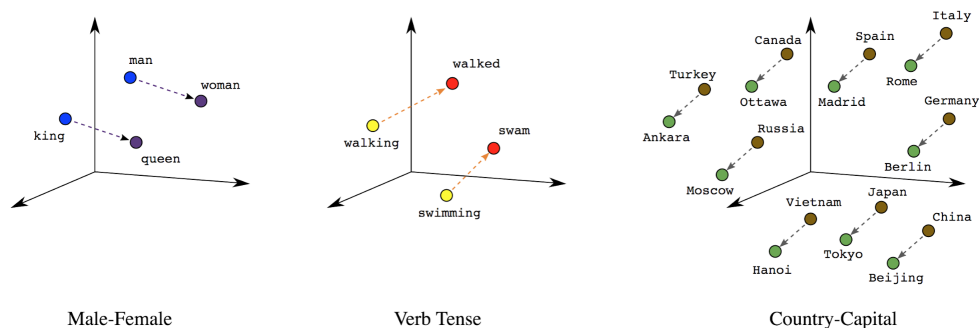 man
woman
king
queen
Male-Female
walked
swam
walking
swimming
Verb Tense
Italy
Canada
Spain
Turkey
Rome
Ottawa
Madrid
Germany
Ankara
Russia
Berlin
Moscow
Vietnam
Japan
China
Hanoi
Tokyo
Beijing
Country-Capital